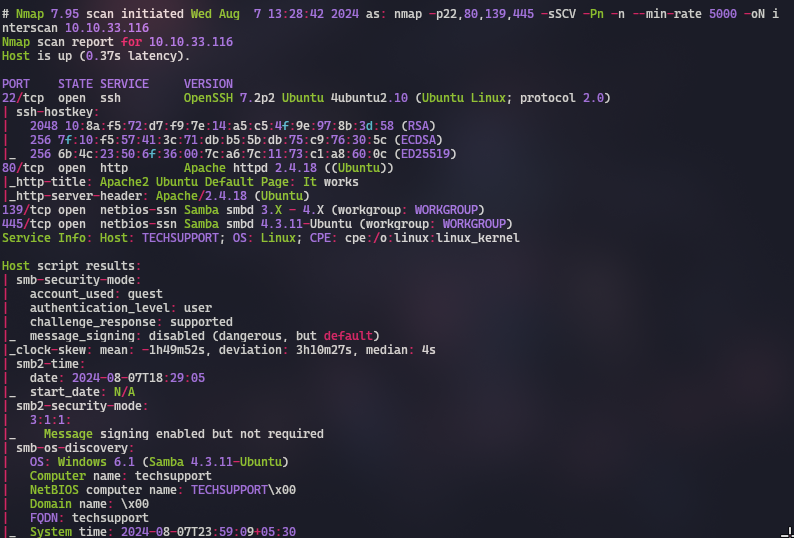 # Nmap 7.95 scan initiated Wed Aug  7 13:28:42 2024 as: nmap -p22,80,139,445 -sSCV -Pn -n --min-rate 5000 -oN i
nterscan 10.10.33.116
Nmap scan report for 10.10.33.116
Host is up (0.37s latency).

PORT    STATE SERVICE     VERSION
22/tcp  open  ssh         OpenSSH 7.2p2 Ubuntu 4ubuntu2.10 (Ubuntu Linux; protocol 2.0)
| ssh-hostkey:
|   2048 10:8a:f5:72:d7:f9:7e:14:a5:c5:4f:9e:97:8b:3d:58 (RSA)
|   256 7f:10:f5:57:41:3c:71:db:b5:5b:db:75:c9:76:30:5c (ECDSA)
|_  256 6b:4c:23:50:6f:36:00:7c:a6:7c:11:73:c1:a8:60:0c (ED25519)
80/tcp  open  http        Apache httpd 2.4.18 ((Ubuntu))
|_http-title: Apache2 Ubuntu Default Page: It works
|_http-server-header: Apache/2.4.18 (Ubuntu)
139/tcp open  netbios-ssn Samba smbd 3.X - 4.X (workgroup: WORKGROUP)
445/tcp open  netbios-ssn Samba smbd 4.3.11-Ubuntu (workgroup: WORKGROUP)
Service Info: Host: TECHSUPPORT; OS: Linux; CPE: cpe:/o:linux:linux_kernel

Host script results:
| smb-security-mode:
|   account_used: guest
|   authentication_level: user
|   challenge_response: supported
|_  message_signing: disabled (dangerous, but default)
|_clock-skew: mean: -1h49m52s, deviation: 3h10m27s, median: 4s
| smb2-time:
|   date: 2024-08-07T18:29:05
|_  start_date: N/A
| smb2-security-mode:
|   3:1:1:
|_    Message signing enabled but not required
| smb-os-discovery:
|   OS: Windows 6.1 (Samba 4.3.11-Ubuntu)
|   Computer name: techsupport
|   NetBIOS computer name: TECHSUPPORT\x00
|   Domain name: \x00
|   FQDN: techsupport
|_  System time: 2024-08-07T23:59:09+05:30